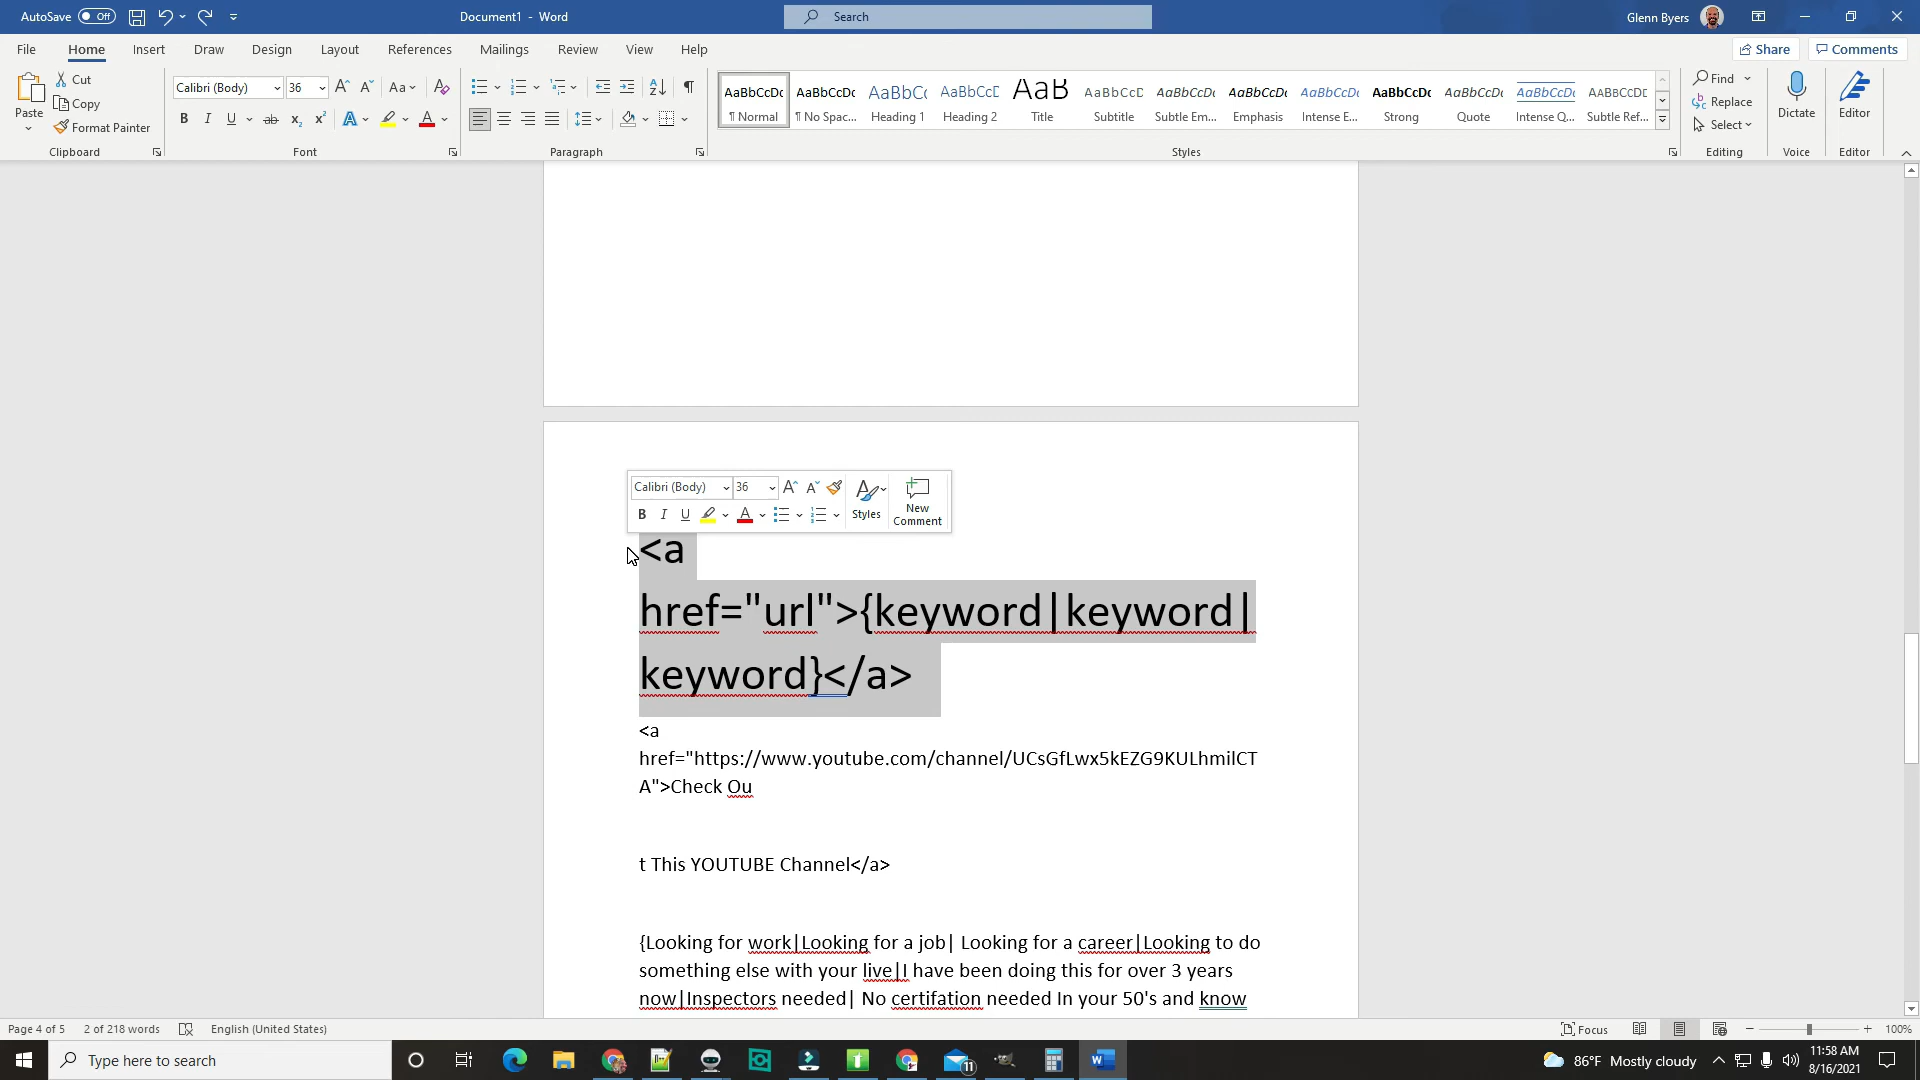 AutoSave Off Document1 - Word Search Glenn Byers
File Home Insert Draw Design Layout References Mailings Review View Help Share Comments
Paste Cut Copy Format Painter
Calibri (Body) 36 Aa
B I U ab x₂ x² A A
AaBbCcDc AaBbCcDc AaBbCc AaBbCcD AaB AaBbCcD AaBbCcDc AaBbCcDc AaBbCcDc AaBbCcDc AaBbCcDc AaBbCcDc AABBCCDE
¶ Normal ¶ No Spac... Heading 1 Heading 2 Title Subtitle Subtle Em... Emphasis Intense E... Strong Quote Intense Q... Subtle Ref...
Find
Replace
Select
Dictate Editor
Clipboard Font Paragraph Styles Editing Voice Editor
Calibri (Body) 36
B I U A Styles New Comment
<a
href="url">{keyword|keyword|
keyword}</a>
<a
href="https://www.youtube.com/channel/UCsGfLwx5kEZG9KULhmilCT
A">Check Ou
t This YOUTUBE Channel</a>
{Looking for work|Looking for a job| Looking for a career|Looking to do
something else with your live|I have been doing this for over 3 years
now|Inspectors needed| No certifation needed In your 50's and know
Page 4 of 5 2 of 218 words English (United States) Focus 100%
Type here to search 11 86°F Mostly cloudy 11:58 AM
8/16/2021